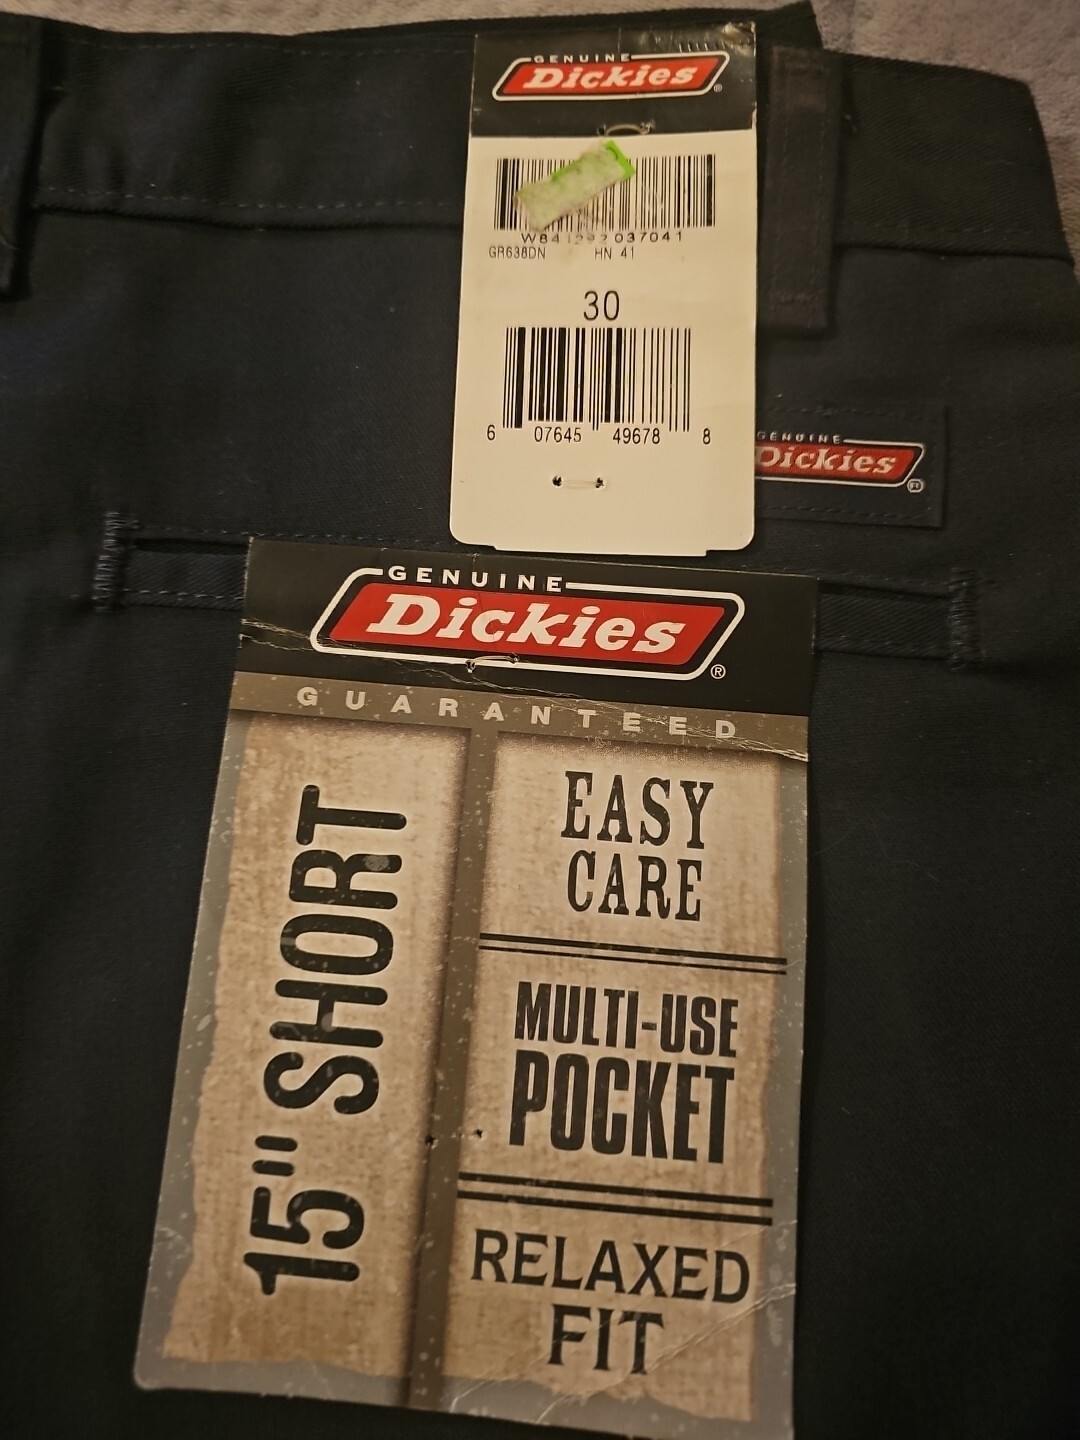 GENUINE
Dickies
®
037041
GR638DN HN 41
30
6 07645 49678 8
GENUINE
Dickies
®
GENUINE
Dickies
®
GUARANTEED
15" SHORT
EASY
CARE
MULTI-USE
POCKET
RELAXED
FIT